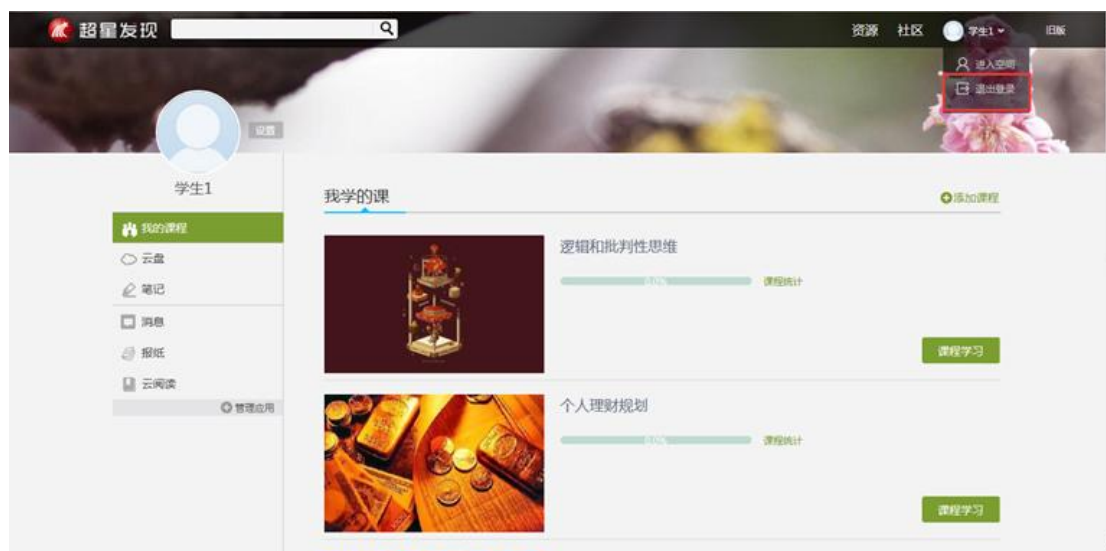 超星发现
资源 社区 学生1 旧版
进入空间
退出登录
设置
学生1
我的课程
云盘
笔记
消息
报纸
云阅读
管理应用
我学的课
添加课程
逻辑和批判性思维
0.0% 课程统计
课程学习
个人理财规划
0.0% 课程统计
课程学习